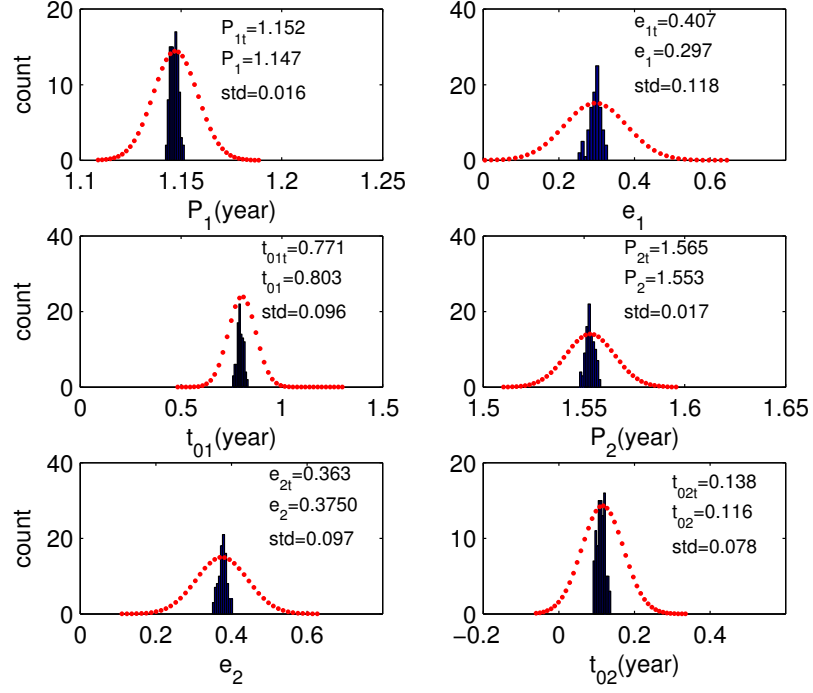 20
10
0
count
P1t=1.152
P1=1.147
std=0.016
1.1 1.15 1.2 1.25
P1(year)
40
20
0
e1t=0.407
e1=0.297
std=0.118
0 0.2 0.4 0.6
e1
40
20
0
count
t01t=0.771
t01=0.803
std=0.096
0 0.5 1 1.5
t01(year)
40
20
0
P2t=1.565
P2=1.553
std=0.017
1.5 1.55 1.6 1.65
P2(year)
40
20
0
count
e2t=0.363
e2=0.3750
std=0.097
0 0.2 0.4 0.6
e2
20
10
0
t02t=0.138
t02=0.116
std=0.078
−0.2 0 0.2 0.4
t02(year)